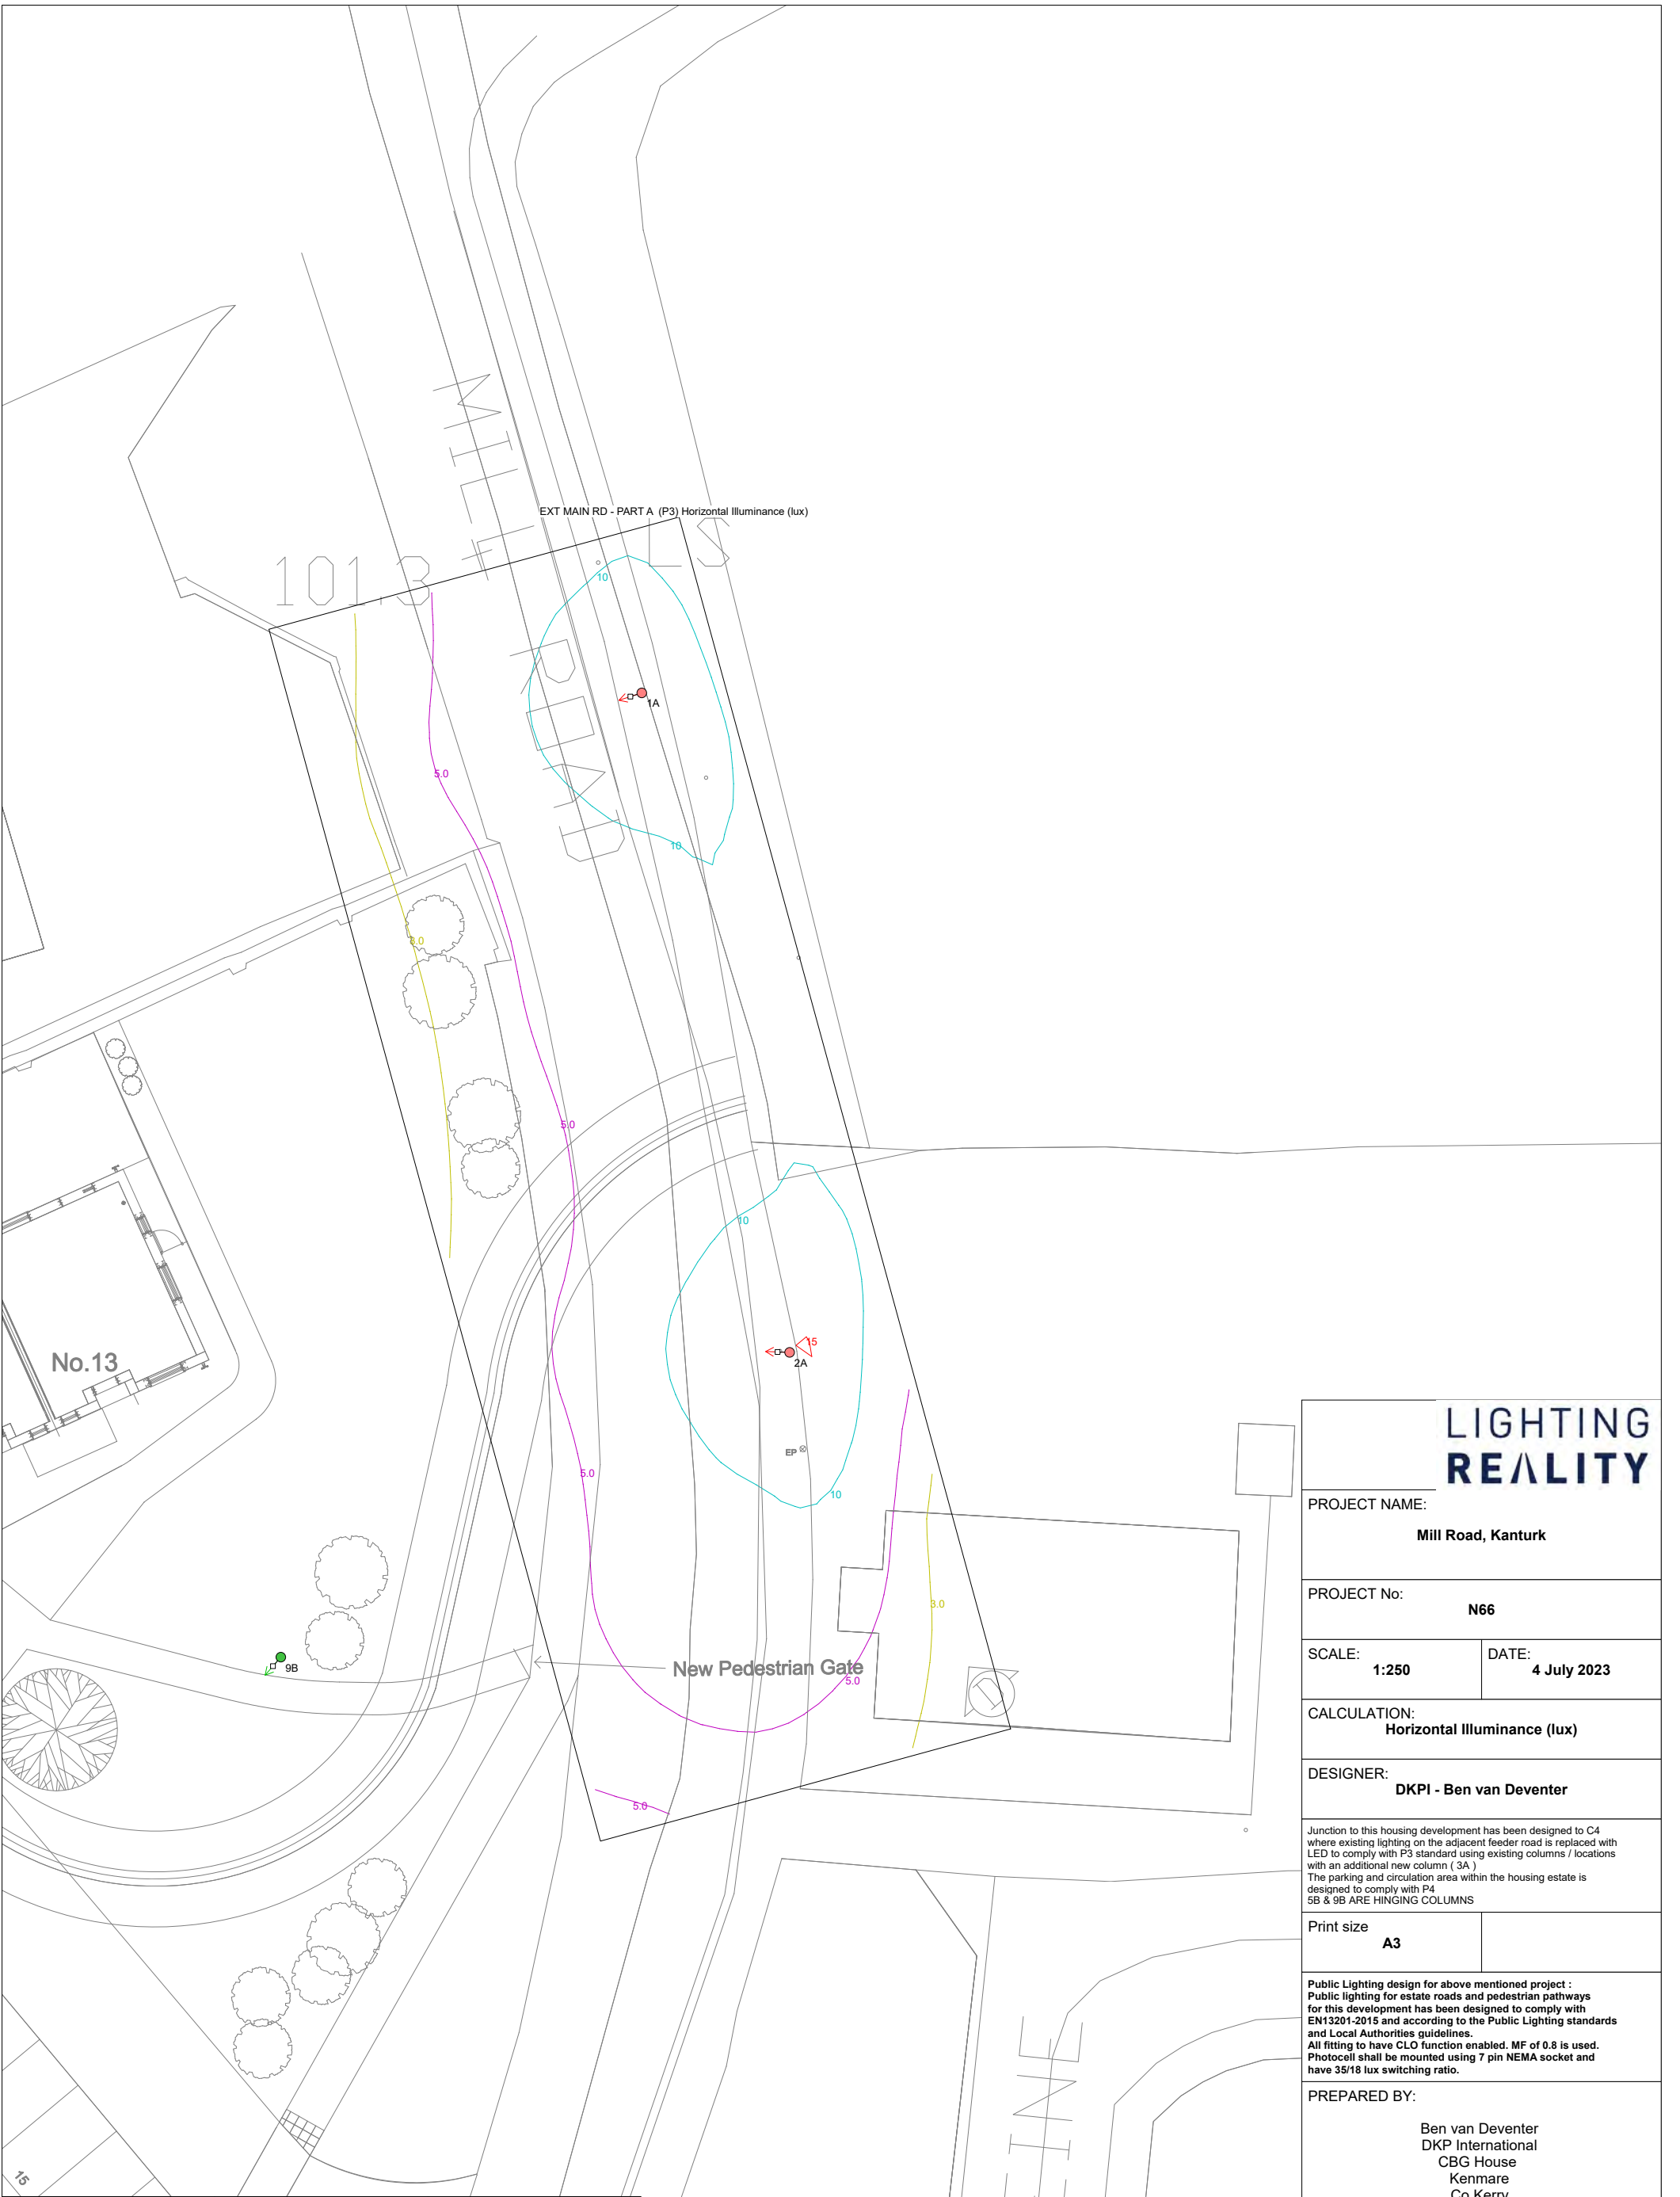 EXT MAIN RD - PART A (P3) Horizontal Illuminance (lux)
MILL
LS
101.3
ROAD
10
1A
5.0
10
3.0
5.0
10
15
2A
No.13
EP
5.0
10
3.0
9B
New Pedestrian Gate
5.0
5.0
15
LIGHTING
REALITY
PROJECT NAME:
Mill Road, Kanturk
PROJECT No:
N66
SCALE:
1:250
DATE:
4 July 2023
CALCULATION:
Horizontal Illuminance (lux)
DESIGNER:
DKPI - Ben van Deventer
Junction to this housing development has been designed to C4
where existing lighting on the adjacent feeder road is replaced with
LED to comply with P3 standard using existing columns / locations
with an additional new column ( 3A )
The parking and circulation area within the housing estate is
designed to comply with P4
5B & 9B ARE HINGING COLUMNS
Print size
A3
Public Lighting design for above mentioned project :
Public lighting for estate roads and pedestrian pathways
for this development has been designed to comply with
EN13201-2015 and according to the Public Lighting standards
and Local Authorities guidelines.
All fitting to have CLO function enabled. MF of 0.8 is used.
Photocell shall be mounted using 7 pin NEMA socket and
have 35/18 lux switching ratio.
PREPARED BY:
Ben van Deventer
DKP International
CBG House
Kenmare
Co Kerry